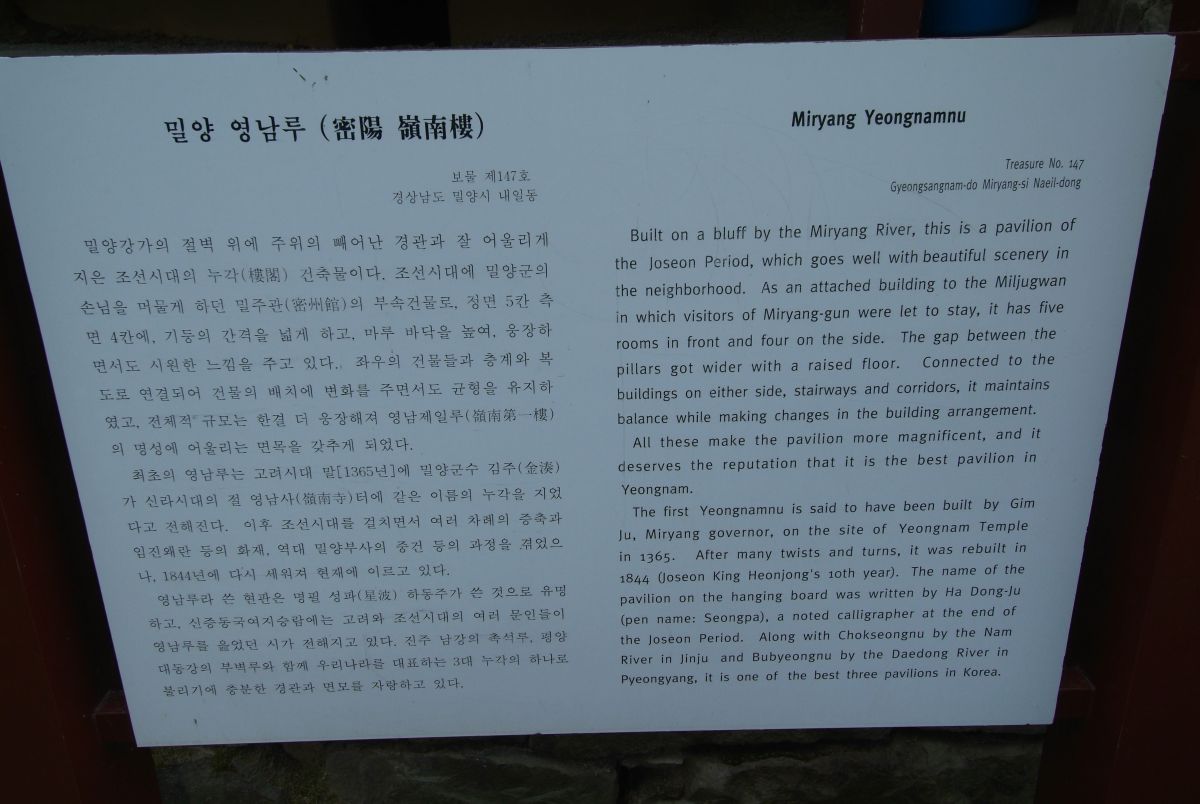 밀양 영남루 (密陽 嶺南樓)
보물 제147호
경상남도 밀양시 내일동
밀양강가의 절벽 위에 주위의 빼어난 경관과 잘 어울리게
지은 조선시대의 누각(樓閣) 건축물이다. 조선시대에 밀양군의
손님을 머물게 하던 밀주관(密州館)의 부속건물로, 정면 5칸 측
면 4칸에, 기둥의 간격을 넓게 하고, 마루 바닥을 높여, 웅장하
면서도 시원한 느낌을 주고 있다. 좌우의 건물들과 층계와 복
도로 연결되어 건물의 배치에 변화를 주면서도 균형을 유지하
였고, 전체적 규모는 한결 더 웅장해져 영남제일루(嶺南第一樓)
의 명성에 어울리는 면목을 갖추게 되었다.
최초의 영남루는 고려시대 말[1365년]에 밀양군수 김주(金湊)
가 신라시대의 절 영남사(嶺南寺)터에 같은 이름의 누각을 지었
다고 전해진다. 이후 조선시대를 걸치면서 여러 차례의 증축과
임진왜란 등의 화재, 역대 밀양부사의 중건 등의 과정을 겪었으
나, 1844년에 다시 세워져 현재에 이르고 있다.
영남루라 쓴 현판은 명필 성파(星波) 하동주가 쓴 것으로 유명
하고, 신증동국여지승람에는 고려와 조선시대의 여러 문인들이
영남루를 읊었던 시가 전해지고 있다. 진주 남강의 촉석루, 평양
대동강의 부벽루와 함께 우리나라를 대표하는 3대 누각의 하나로
불리기에 충분한 경관과 면모를 자랑하고 있다.
Miryang Yeongnamnu
Treasure No. 147
Gyeongsangnam-do Miryang-si Naeil-dong
Built on a bluff by the Miryang River, this is a pavilion of
the Joseon Period, which goes well with beautiful scenery in
the neighborhood. As an attached building to the Miljugwan
in which visitors of Miryang-gun were let to stay, it has five
rooms in front and four on the side. The gap between the
pillars got wider with a raised floor. Connected to the
buildings on either side, stairways and corridors, it maintains
balance while making changes in the building arrangement.
All these make the pavilion more magnificent, and it
deserves the reputation that it is the best pavilion in
Yeongnam.
The first Yeongnamnu is said to have been built by Gim
Ju, Miryang governor, on the site of Yeongnam Temple
in 1365. After many twists and turns, it was rebuilt in
1844 (Joseon King Heonjong's 10th year). The name of the
pavilion on the hanging board was written by Ha Dong-Ju
(pen name: Seongpa), a noted calligrapher at the end of
the Joseon Period. Along with Chokseongnu by the Nam
River in Jinju and Bubyeongnu by the Daedong River in
Pyeongyang, it is one of the best three pavilions in Korea.